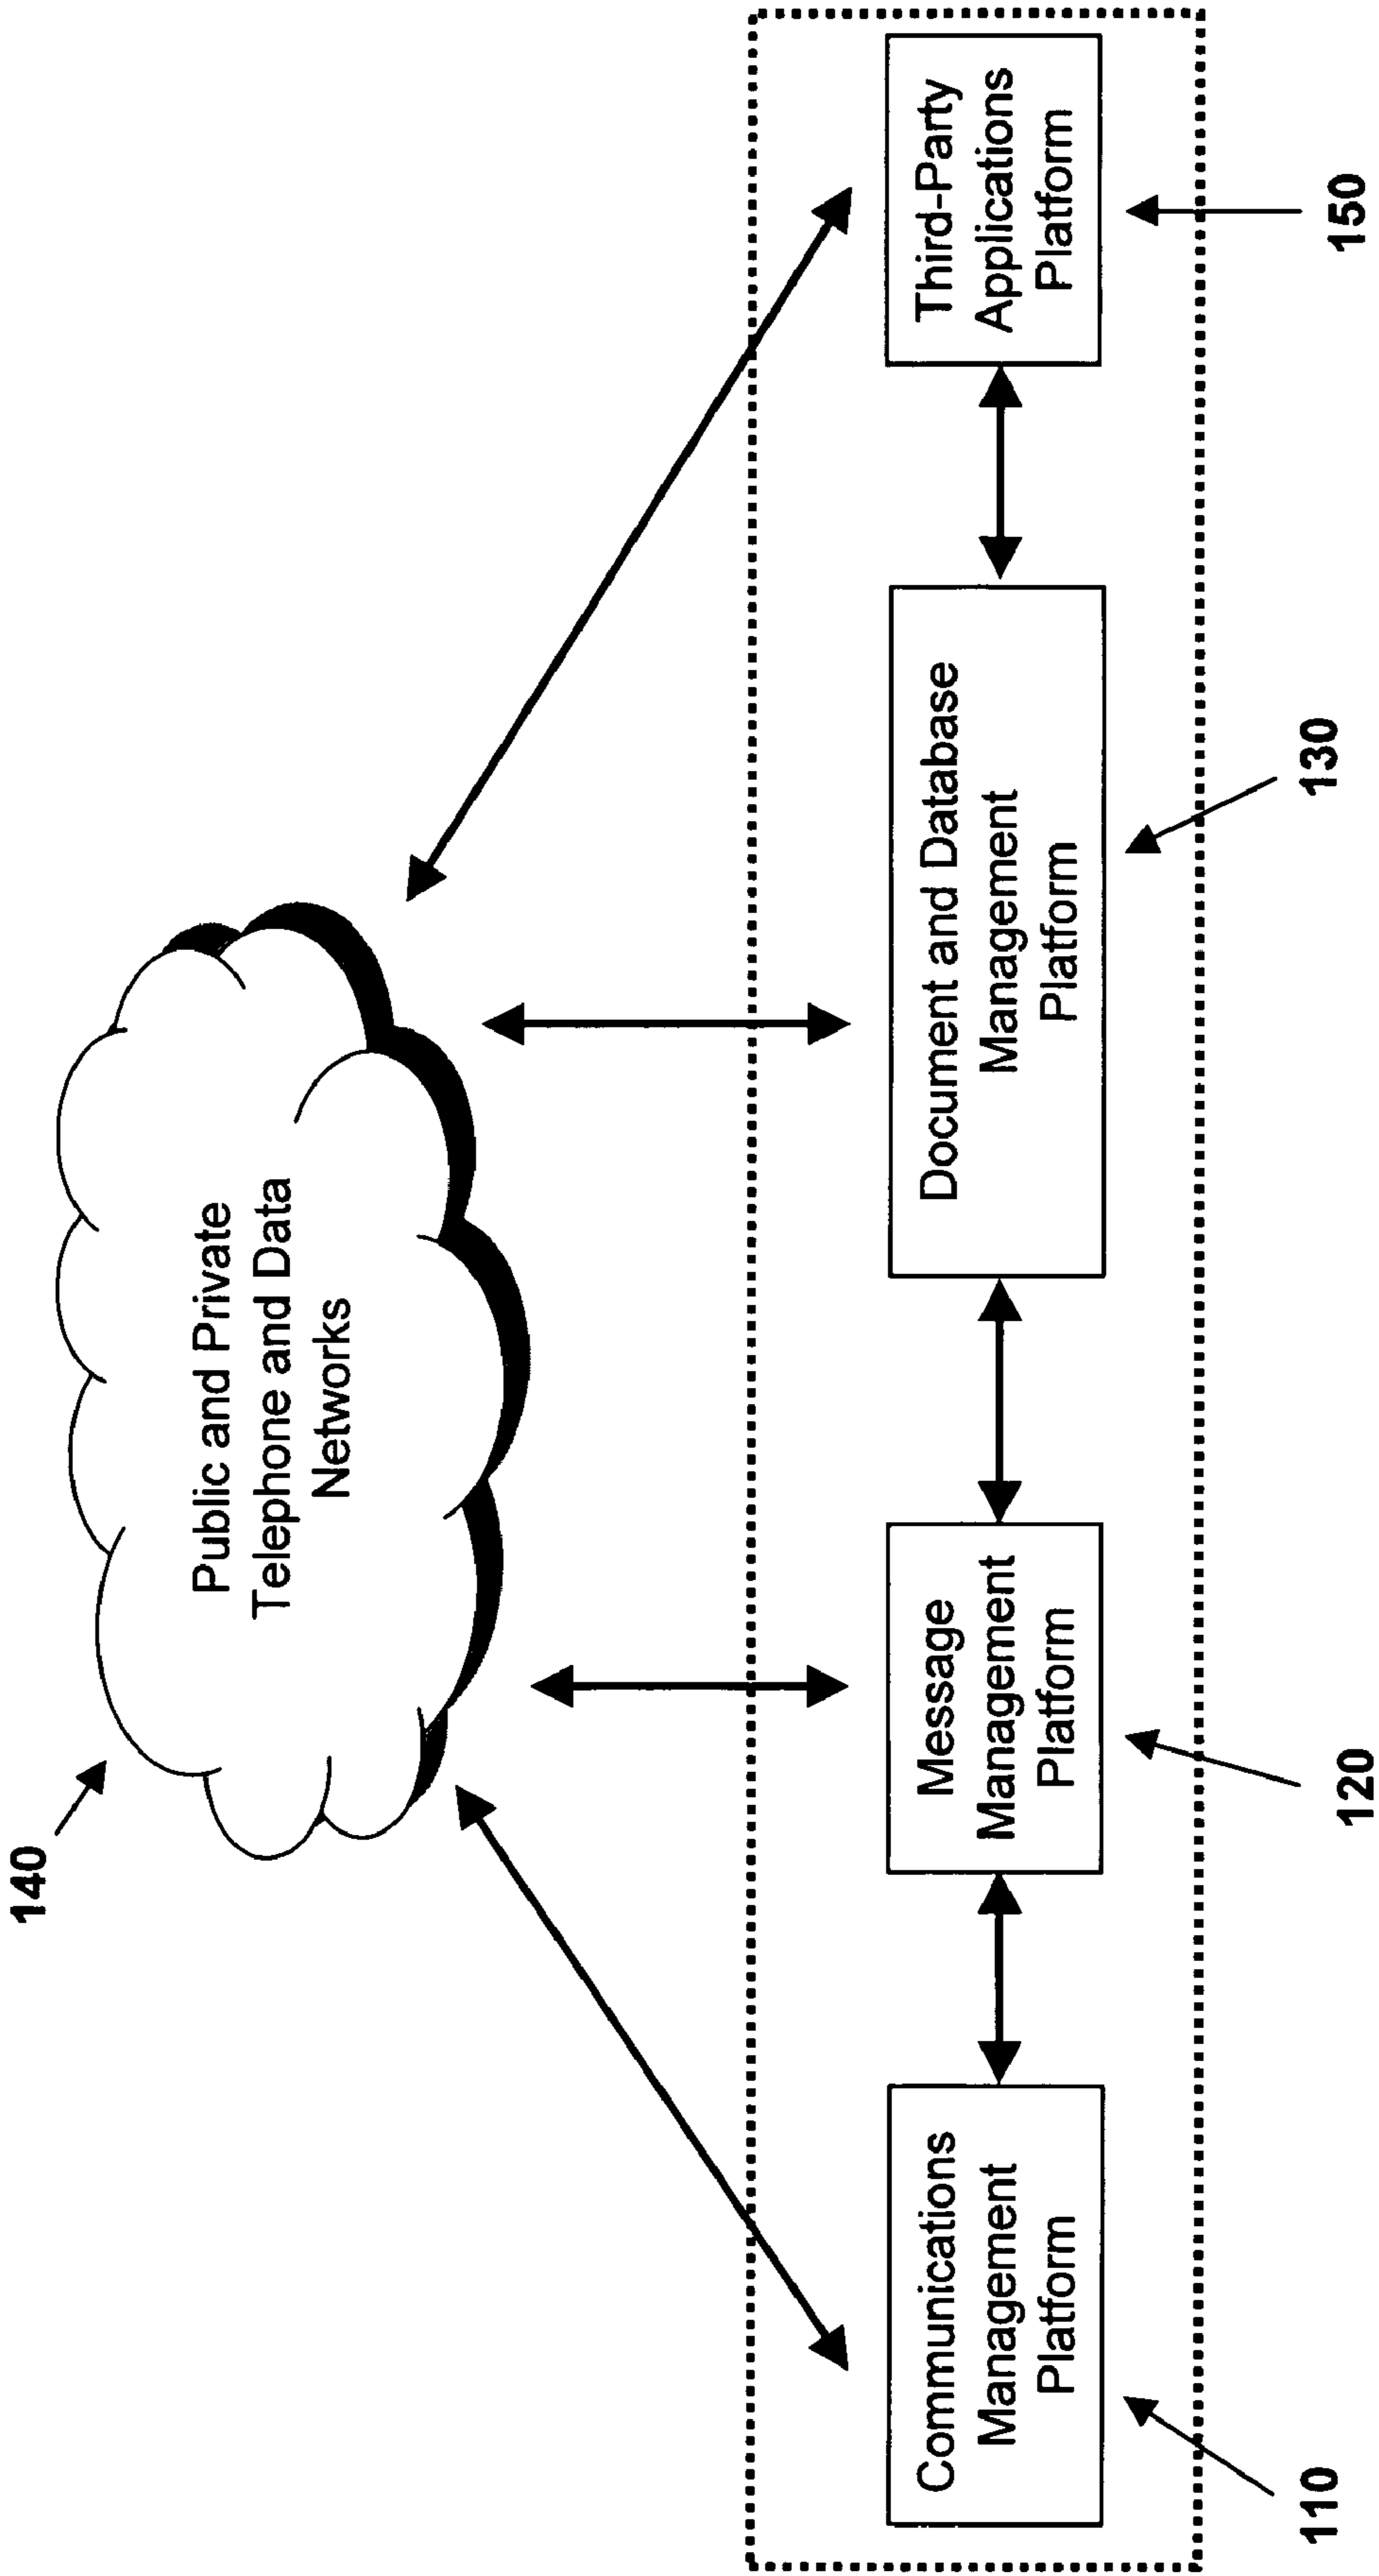 140
Public and Private
Telephone and Data
Networks
Communications
Management
Platform
Message
Management
Platform
Document and Database
Management
Platform
Third-Party
Applications
Platform
110
120
130
150